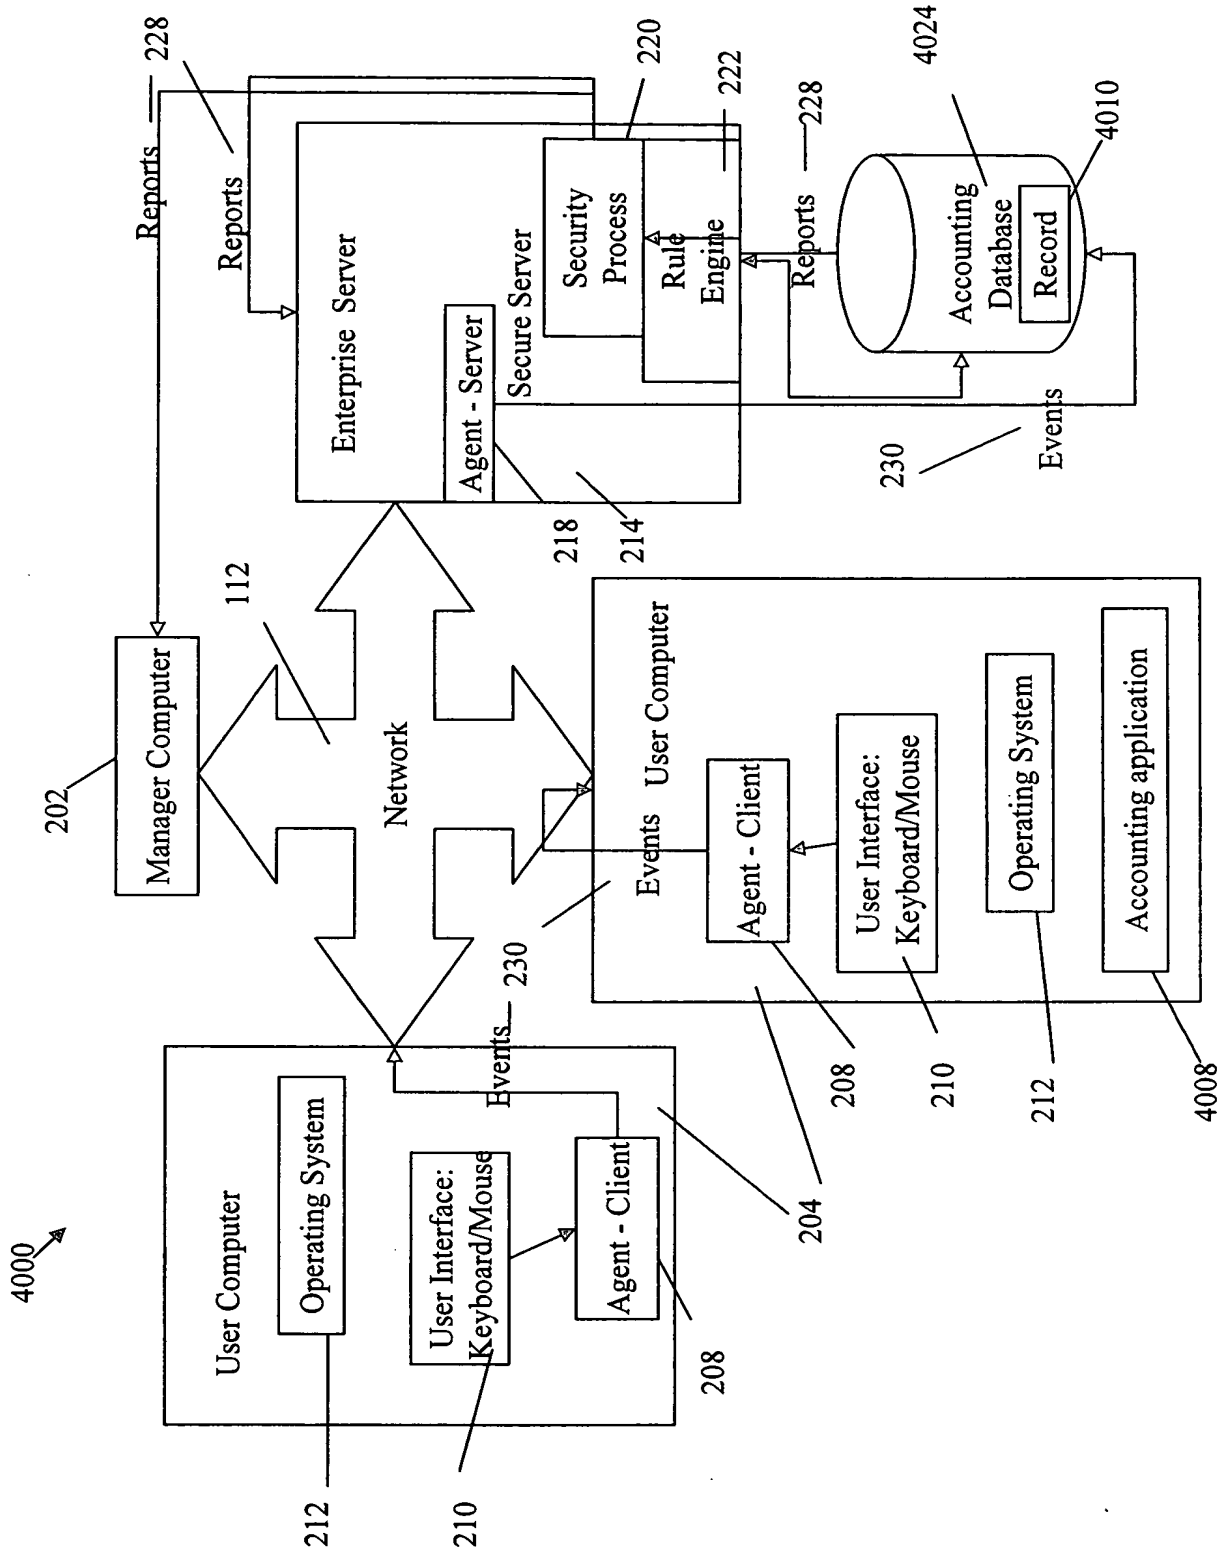 4000
User Computer
Operating System
212
User Interface:
Keyboard/Mouse
210
Agent - Client
208
Events
230
204
202
Manager Computer
112
Network
Reports
228
Reports
Enterprise Server
Agent - Server
218
214
Secure Server
Security
Process
220
Rule
Engine
222
Reports
228
Accounting
Database
4024
Record
4010
230
Events
User Computer
Events
230
Agent - Client
208
User Interface:
Keyboard/Mouse
210
Operating System
212
Accounting application
4008